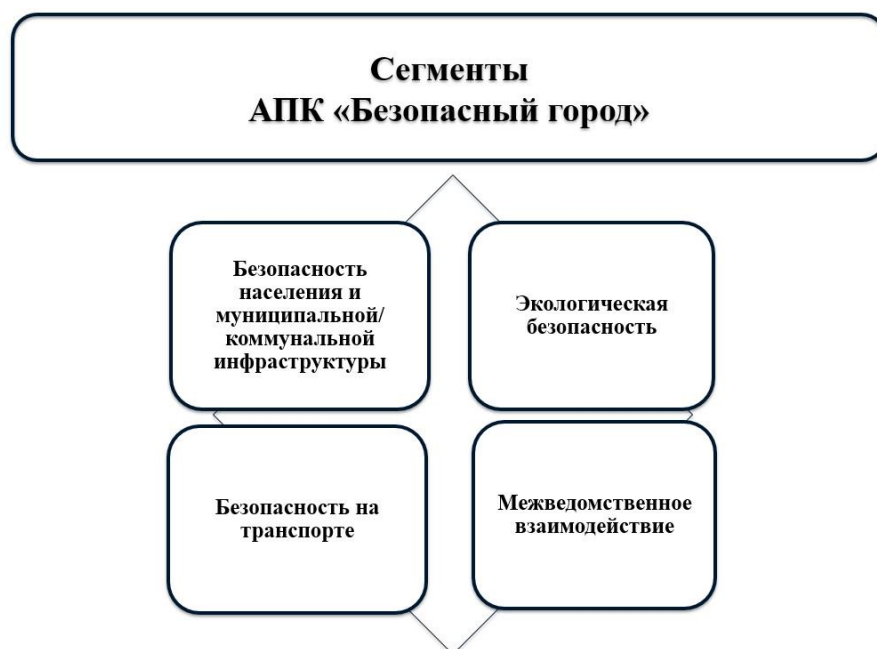 Сегменты
АПК «Безопасный город»
Безопасность
населения и
муниципальной/
коммунальной
инфраструктуры
Экологическая
безопасность
Безопасность на
транспорте
Межведомственное
взаимодействие